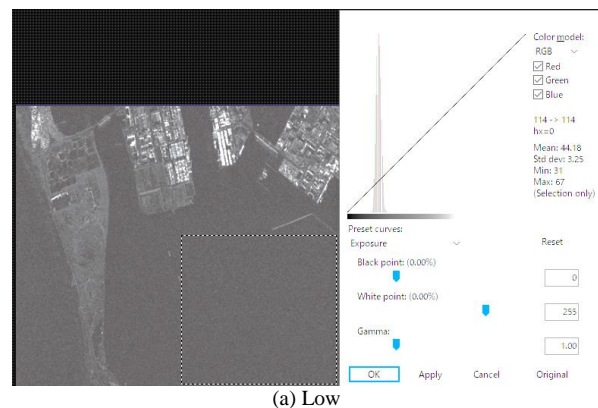 Color model:
RGB
Red
Green
Blue
114 -> 114
hx=0
Mean: 44.18
Std dev: 3.25
Min: 31
Max: 67
(Selection only)
Preset curves:
Exposure
Reset
Black point: (0.00%)
0
White point: (0.00%)
255
Gamma:
1.00
OK Apply Cancel Original
(a) Low